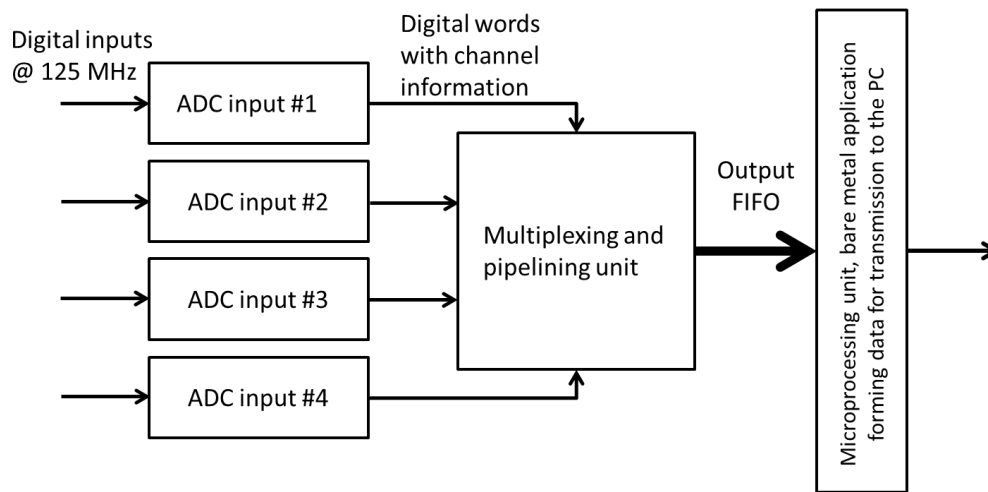 Digital inputs
@ 125 MHz
Digital words
with channel
information
ADC input #1
ADC input #2
ADC input #3
ADC input #4
Multiplexing and
pipelining unit
Output
FIFO
Microprocessing unit, bare metal application
forming data for transmission to the PC